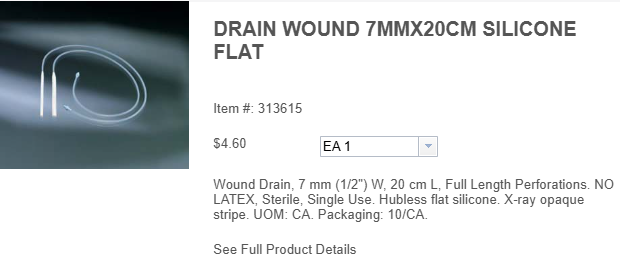 DRAIN WOUND 7MMX20CM SILICONE
FLAT
Item #: 313615
$4.60
EA 1
Wound Drain, 7 mm (1/2") W, 20 cm L, Full Length Perforations. NO
LATEX, Sterile, Single Use. Hubless flat silicone. X-ray opaque
stripe. UOM: CA. Packaging: 10/CA.
See Full Product Details